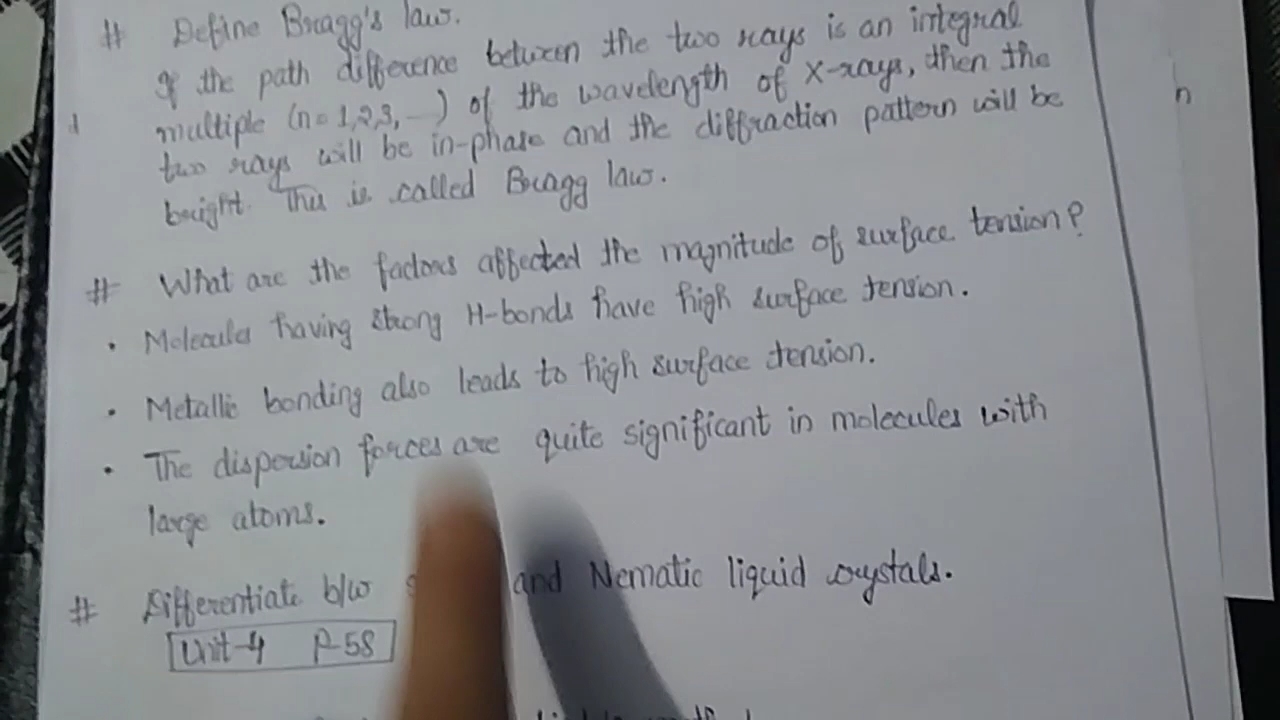 # Define Bragg's law.
If the path difference between the two rays is an integral
multiple (n=1,2,3, ---) of the wavelength of X-rays, then the
two rays will be in-phase and the diffraction pattern will be
bright. This is called Bragg law.
n
# What are the factors affected the magnitude of surface tension?
• Molecules having strong H-bonds have high surface tension.
• Metallic bonding also leads to high surface tension.
• The dispersion forces are quite significant in molecules with
large atoms.
# Differentiate b/w and Nematic liquid crystals.
Unit-4 P-58